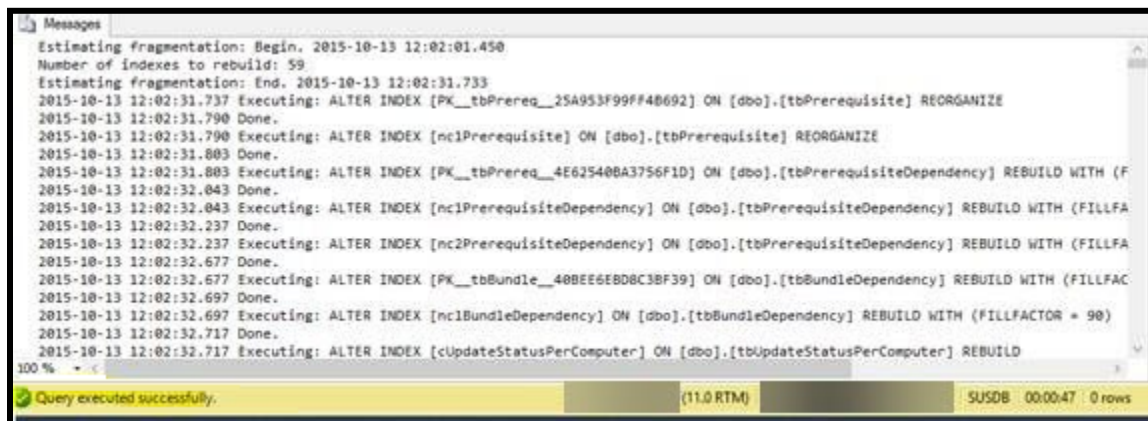 Messages
Estimating fragmentation: Begin. 2015-10-13 12:02:01.450
Number of indexes to rebuild: 59
Estimating fragmentation: End. 2015-10-13 12:02:31.733
2015-10-13 12:02:31.737 Executing: ALTER INDEX [PK__tbPrereq__25A953F99FF4B692] ON [dbo].[tbPrerequisite] REORGANIZE
2015-10-13 12:02:31.790 Done.
2015-10-13 12:02:31.790 Executing: ALTER INDEX [nc1Prerequisite] ON [dbo].[tbPrerequisite] REORGANIZE
2015-10-13 12:02:31.803 Done.
2015-10-13 12:02:31.803 Executing: ALTER INDEX [PK__tbPrereq__4E62540BA3756F1D] ON [dbo].[tbPrerequisiteDependency] REBUILD WITH (F
2015-10-13 12:02:32.043 Done.
2015-10-13 12:02:32.043 Executing: ALTER INDEX [nc1PrerequisiteDependency] ON [dbo].[tbPrerequisiteDependency] REBUILD WITH (FILLFA
2015-10-13 12:02:32.237 Done.
2015-10-13 12:02:32.237 Executing: ALTER INDEX [nc2PrerequisiteDependency] ON [dbo].[tbPrerequisiteDependency] REBUILD WITH (FILLFA
2015-10-13 12:02:32.677 Done.
2015-10-13 12:02:32.677 Executing: ALTER INDEX [PK__tbBundle__40BEE6EBD8C3BF39] ON [dbo].[tbBundleDependency] REBUILD WITH (FILLFAC
2015-10-13 12:02:32.697 Done.
2015-10-13 12:02:32.697 Executing: ALTER INDEX [nc1BundleDependency] ON [dbo].[tbBundleDependency] REBUILD WITH (FILLFACTOR = 90)
2015-10-13 12:02:32.717 Done.
2015-10-13 12:02:32.717 Executing: ALTER INDEX [cUpdateStatusPerComputer] ON [dbo].[tbUpdateStatusPerComputer] REBUILD
100 %
Query executed successfully. (11.0 RTM) SUSDB 00:00:47 0 rows